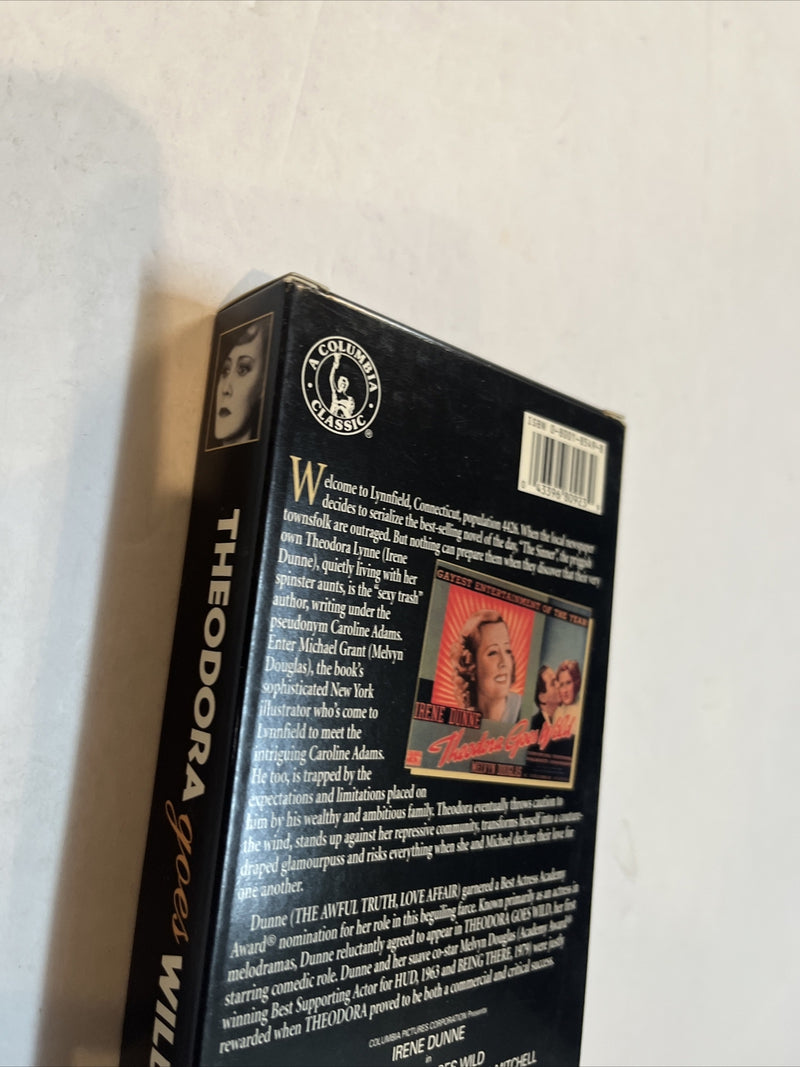 A COLUMBIA
CLASSIC
®
ISBN 0-8001-
43396 80923
Welcome to Lynnfield, Connecticut, population 4426. When the local newspaper
decides to serialize the best-selling novel of the day, "The Sinner", the priggish
townsfolk are outraged. But nothing can prepare them when they discover that their very
own Theodora Lynne (Irene
Dunne), quietly living with her
spinster aunts, is the "sexy trash"
author, writing under the
pseudonym Caroline Adams.
Enter Michael Grant (Melvyn
Douglas), the book's
sophisticated New York
illustrator who's come to
Lynnfield to meet the
intriguing Caroline Adams.
He too, is trapped by the
expectations and limitations placed on
him by his wealthy and ambitious family. Theodora eventually throws caution to
the wind, stands up against her repressive community, transforms herself into a couture-
draped glamourpuss and risks everything when she and Michael declare their love for
one another.
GAYEST ENTERTAINMENT OF THE YEAR
IRENE DUNNE
Theodora Goes Wild
MELVYN DOUGLAS
Dunne (THE AWFUL TRUTH, LOVE AFFAIR) garnered a Best Actress Academy
Award® nomination for her role in this beguiling farce. Known primarily as an actress in
melodramas, Dunne reluctantly agreed to appear in THEODORA GOES WILD, her first
starring comedic role. Dunne and her suave co-star Melvyn Douglas (Academy Award®
winning Best Supporting Actor for HUD, 1963 and BEING THERE, 1979) were justly
rewarded when THEODORA proved to be both a commercial and critical success.
COLUMBIA PICTURES CORPORATION Presents
IRENE DUNNE
in
OES WILD
MITCHELL
THEODORA goes WILD